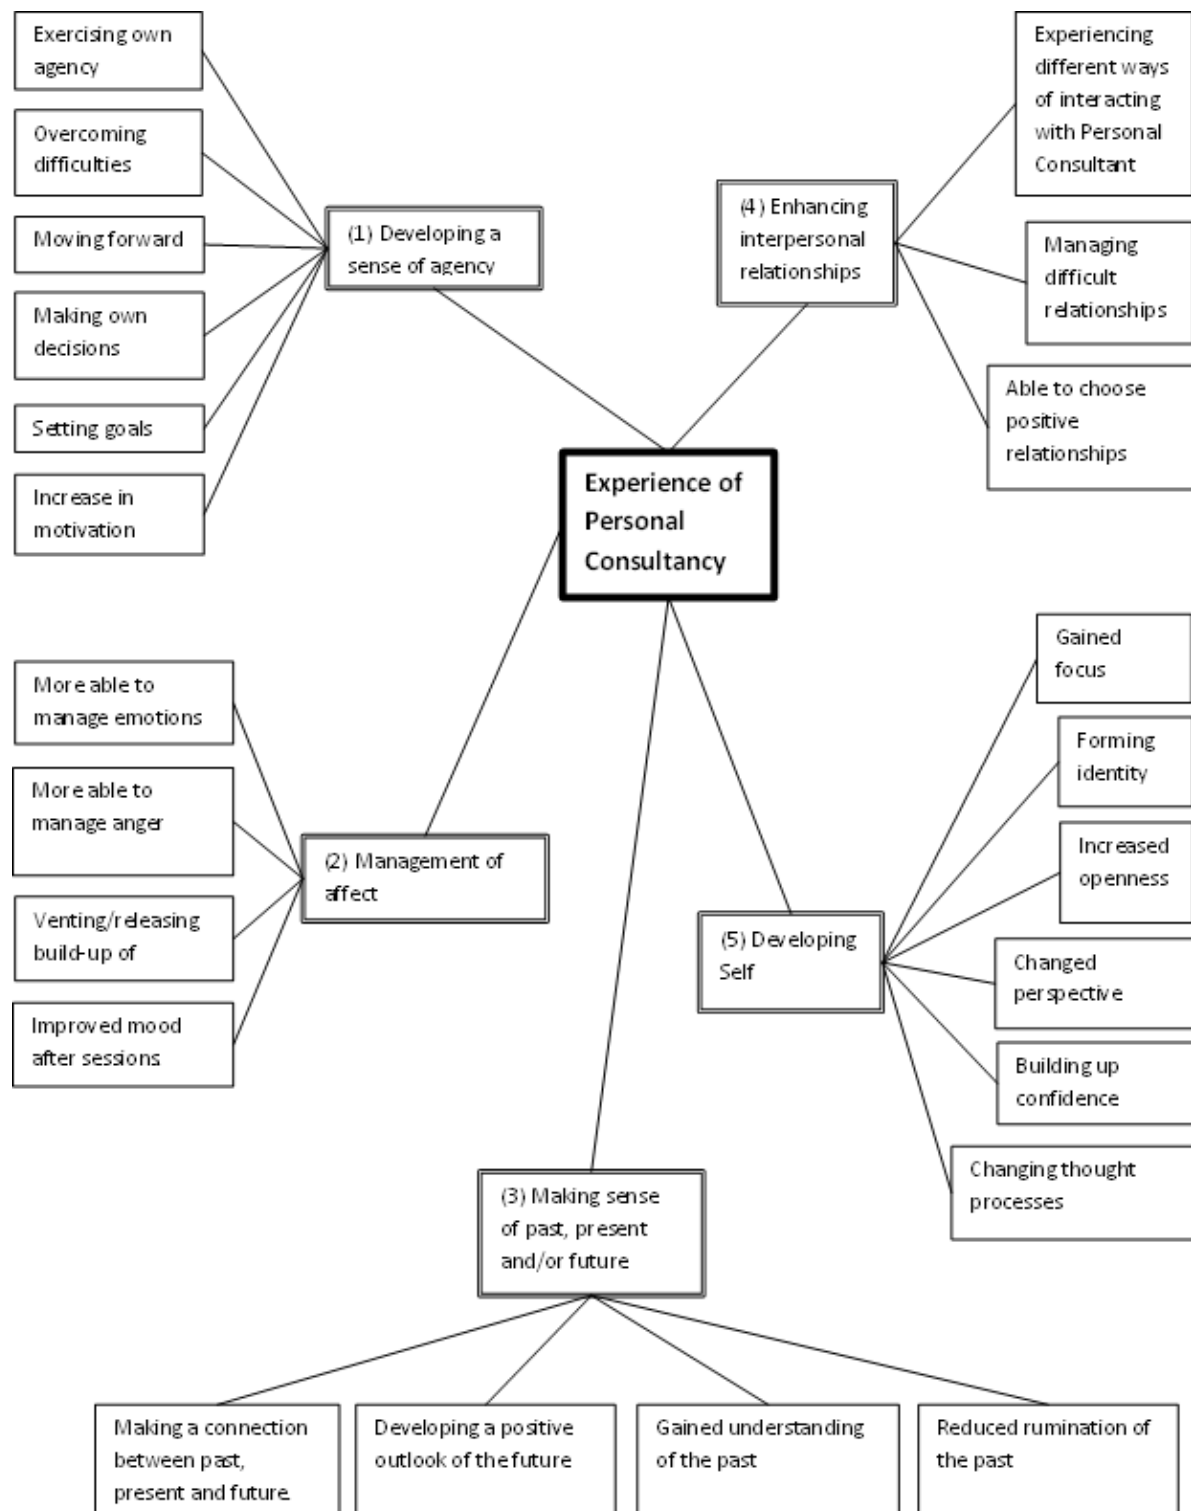 Exercising own
agency
Overcoming
difficulties
Moving forward
Making own
decisions
Setting goals
Increase in
motivation
(1) Developing a
sense of agency
(4) Enhancing
interpersonal
relationships
Experiencing
different ways
of interacting
with Personal
Consultant
Managing
difficult
relationships
Able to choose
positive
relationships
Experience of
Personal
Consultancy
More able to
manage emotions
More able to
manage anger
Venting/releasing
build-up of
Improved mood
after sessions.
(2) Management of
affect
(5) Developing
Self
Gained
focus
Forming
identity
Increased
openness
Changed
perspective
Building up
confidence
Changing thought
processes
(3) Making sense
of past, present
and/or future
Making a connection
between past,
present and future.
Developing a positive
outlook of the future
Gained understanding
of the past
Reduced rumination of
the past